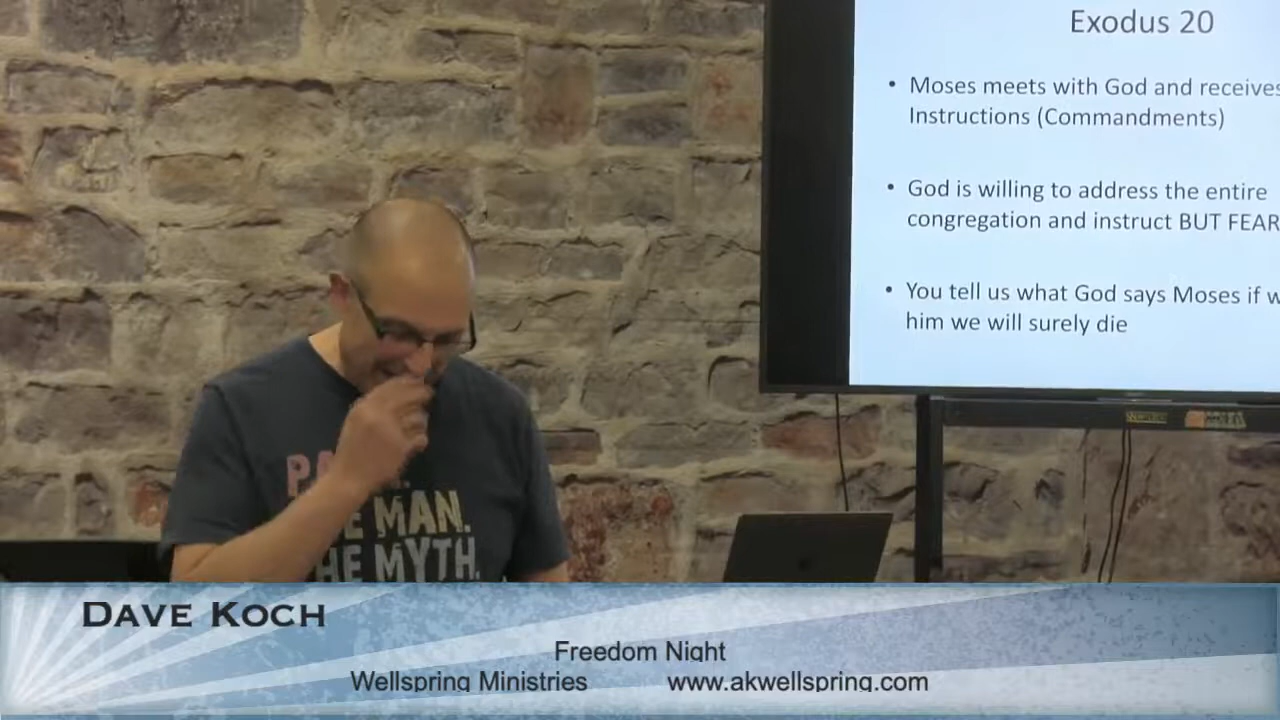 Exodus 20
• Moses meets with God and receives
Instructions (Commandments)
• God is willing to address the entire
congregation and instruct BUT FEAR
• You tell us what God says Moses if
him we will surely die
MAN.
THE MYTH.
DAVE KOCH
Freedom Night
Wellspring Ministries www.akwellspring.com